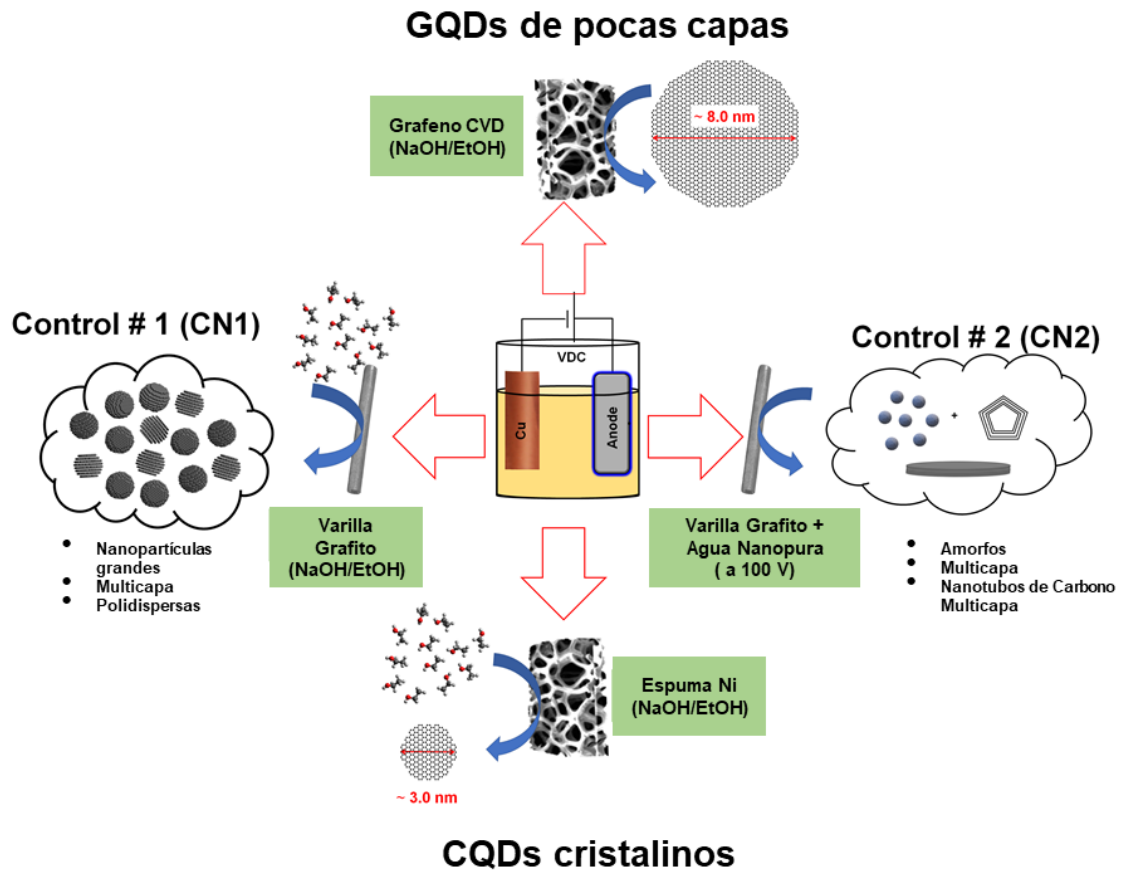 GQDs de pocas capas
Grafeno CVD
(NaOH/EtOH)
~ 8.0 nm
Control # 1 (CN1)
Nanopartículas
grandes
Multicapa
Polidispersas
Varilla
Grafito
(NaOH/EtOH)
VDC
Cu
Anode
Control # 2 (CN2)
+
Varilla Grafito +
Agua Nanopura
( a 100 V)
Amorfos
Multicapa
Nanotubos de Carbono
Multicapa
Espuma Ni
(NaOH/EtOH)
~ 3.0 nm
CQDs cristalinos